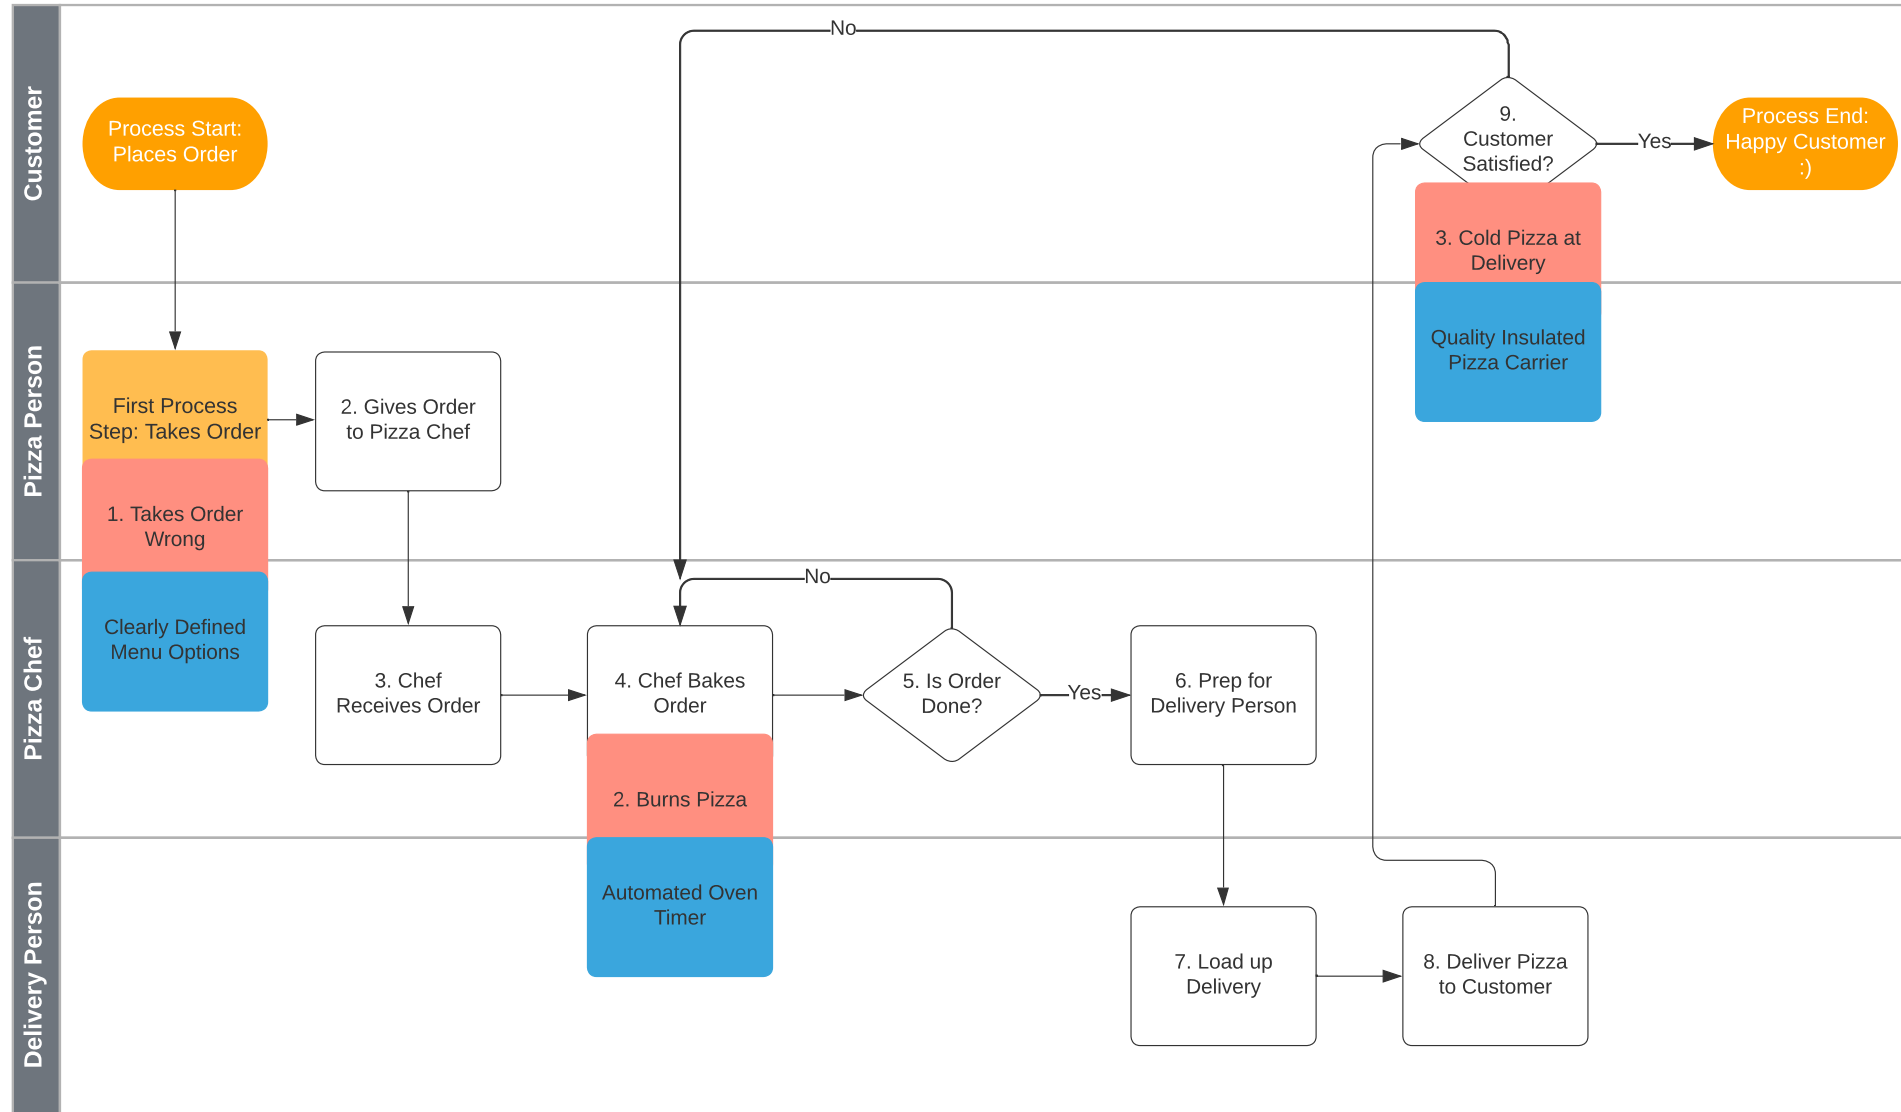 Customer
No
Process Start:
Places Order
9.
Customer
Satisfied?
Yes
Process End:
Happy Customer
:)
3. Cold Pizza at
Delivery
Quality Insulated
Pizza Carrier
Pizza Person
First Process
Step: Takes Order
2. Gives Order
to Pizza Chef
1. Takes Order
Wrong
Clearly Defined
Menu Options
Pizza Chef
No
3. Chef
Receives Order
4. Chef Bakes
Order
5. Is Order
Done?
Yes
6. Prep for
Delivery Person
2. Burns Pizza
Automated Oven
Timer
Delivery Person
7. Load up
Delivery
8. Deliver Pizza
to Customer